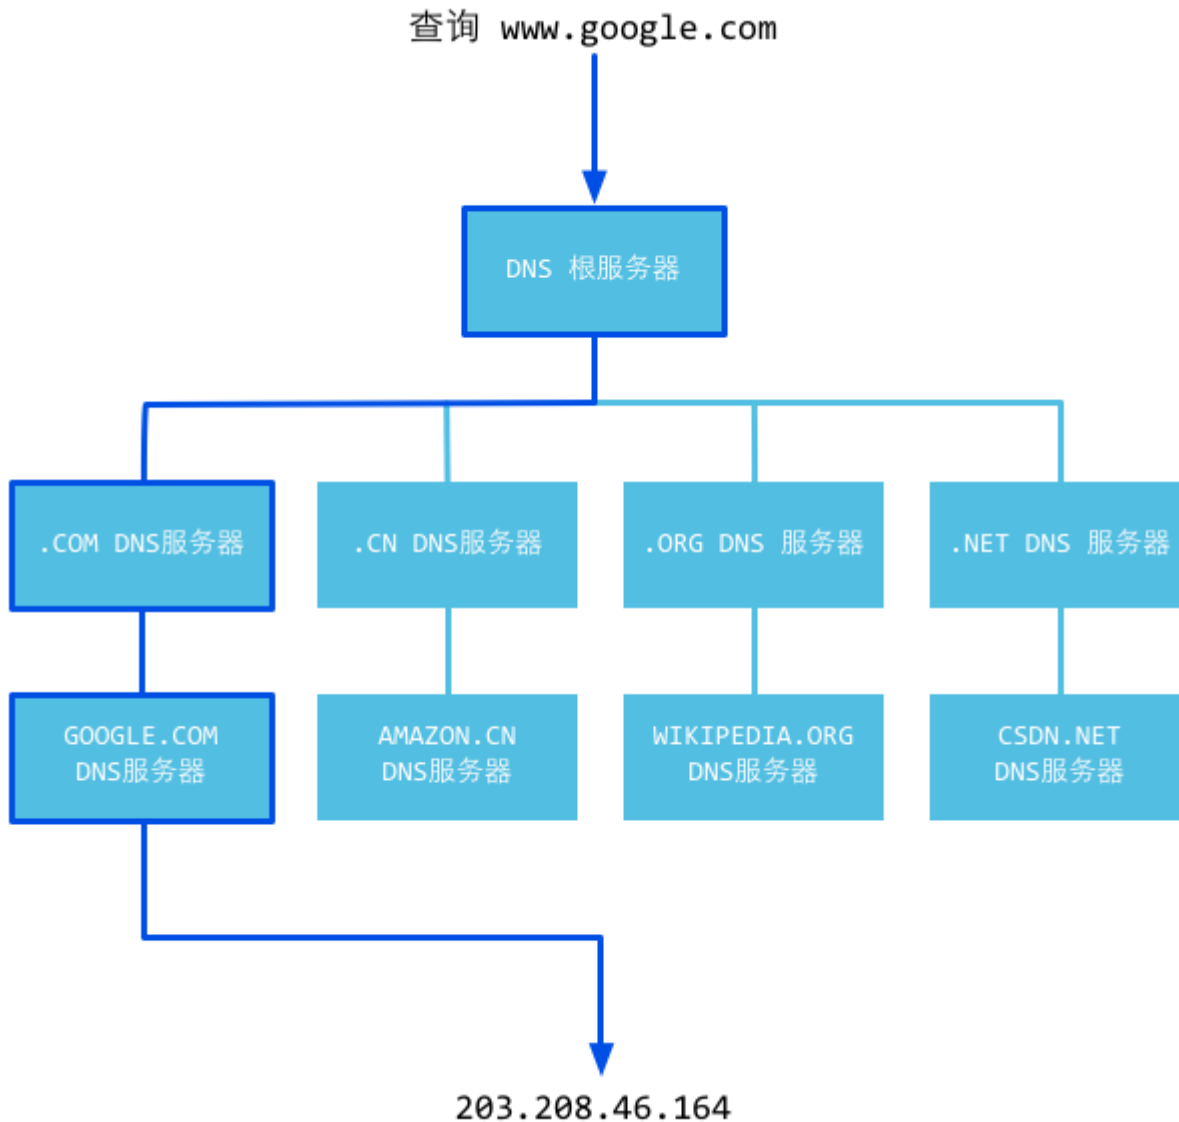 查询 www.google.com
DNS 根服务器
.COM DNS服务器
.CN DNS服务器
.ORG DNS 服务器
.NET DNS 服务器
GOOGLE.COM
DNS服务器
AMAZON.CN
DNS服务器
WIKIPEDIA.ORG
DNS服务器
CSDN.NET
DNS服务器
203.208.46.164